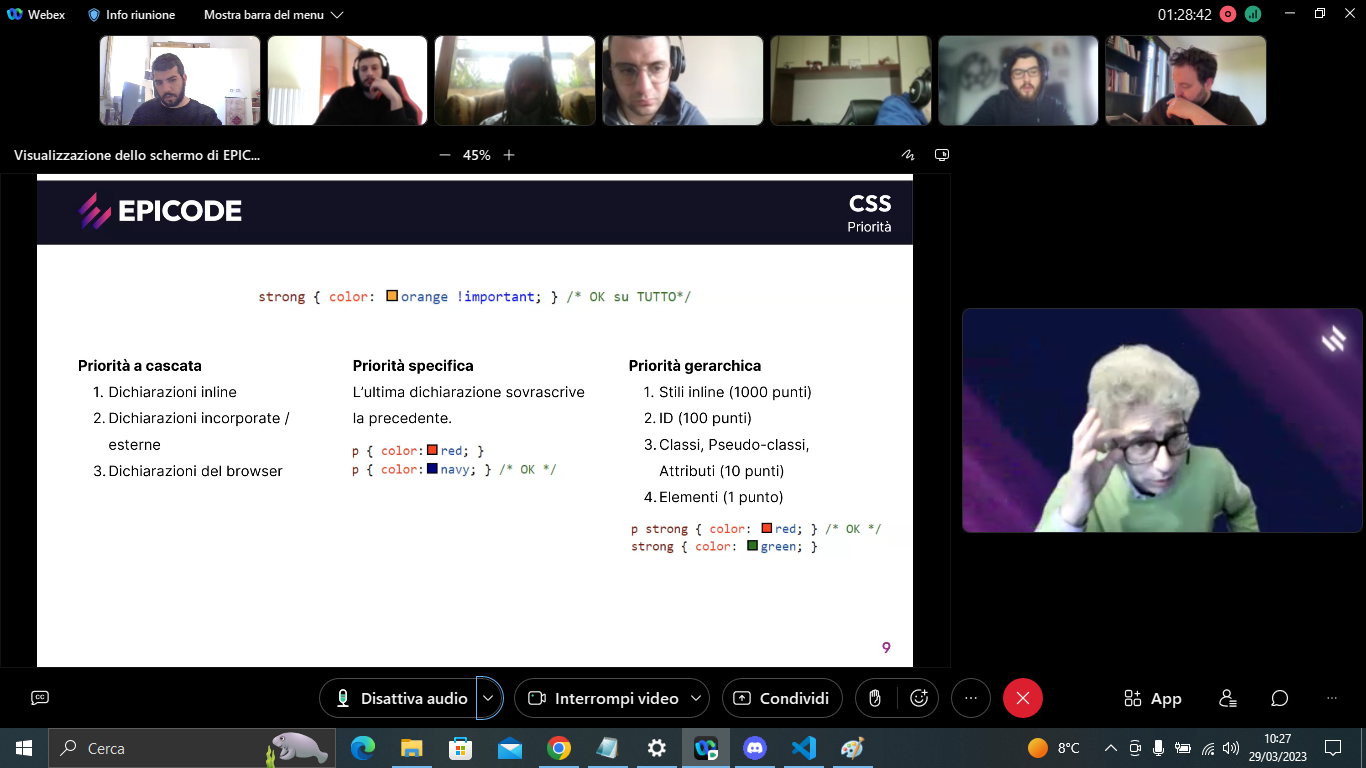 Webex
Info riunione
Mostra barra del menu
01:28:42
Visualizzazione dello schermo di EPIC...
45%
EPICODE
CSS
Priorità
strong { color: orange !important; } /* OK su TUTTO*/
Priorità a cascata
1. Dichiarazioni inline
2. Dichiarazioni incorporate /
esterne
3. Dichiarazioni del browser
Priorità specifica
L'ultima dichiarazione sovrascrive
la precedente.
p { color: red; }
p { color: navy; } /* OK */
Priorità gerarchica
1. Stili inline (1000 punti)
2. ID (100 punti)
3. Classi, Pseudo-classi,
Attributi (10 punti)
4. Elementi (1 punto)
p strong { color: red; } /* OK */
strong { color: green; }
9
CC
Disattiva audio
Interrompi video
Condividi
App
Cerca
8°C
10:27
29/03/2023